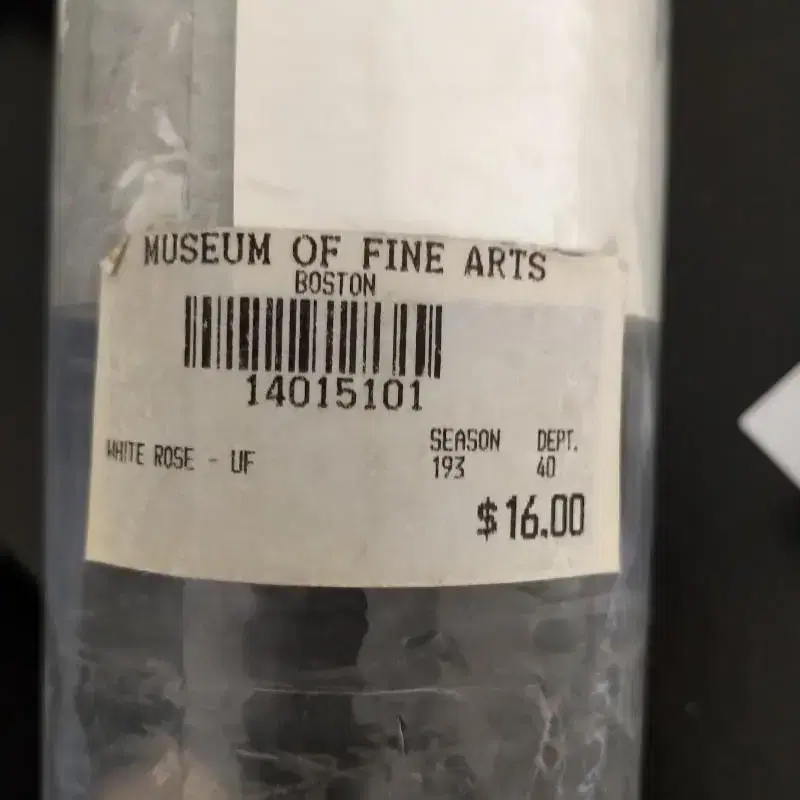 MUSEUM OF FINE ARTS
BOSTON
14015101
SEASON DEPT.
WHITE ROSE - UF 193 40
$16.00